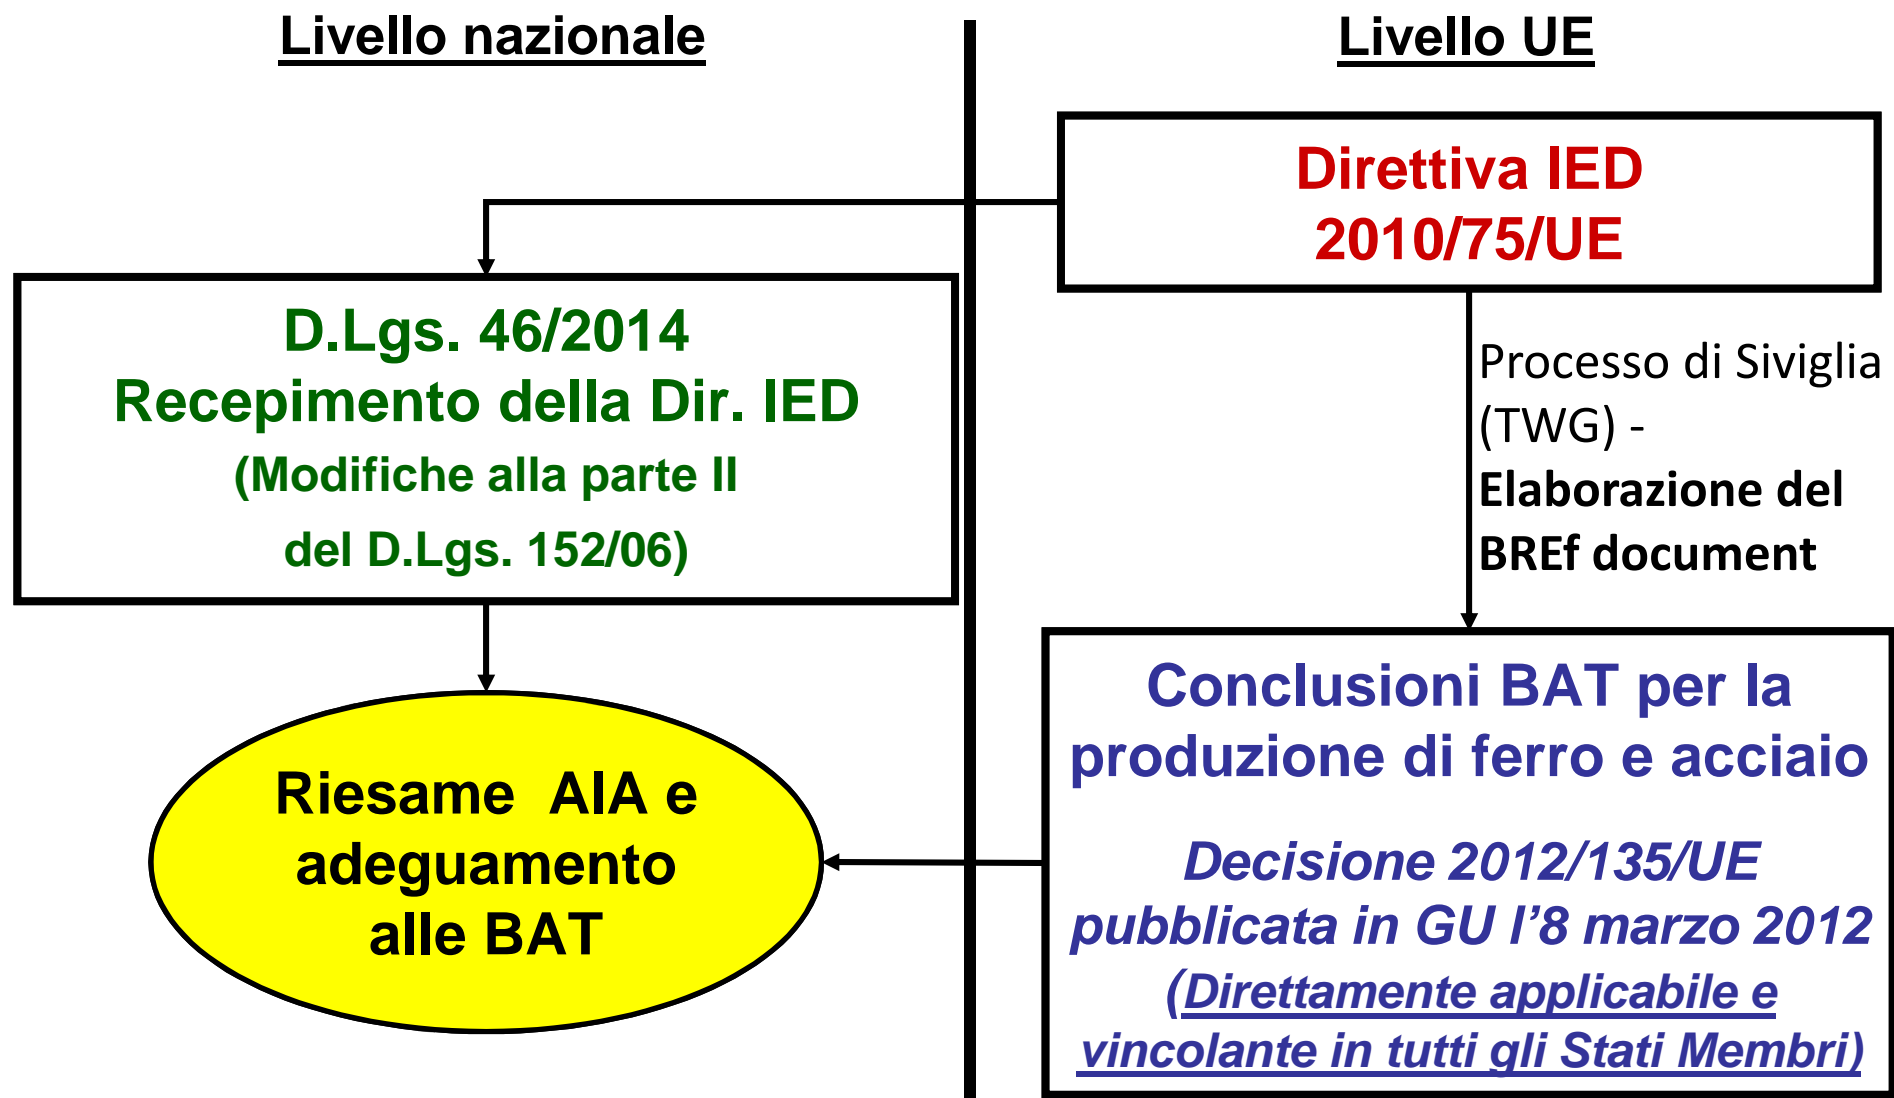 Livello nazionale
Livello UE
Direttiva IED
2010/75/UE
D.Lgs. 46/2014
Recepimento della Dir. IED
(Modifiche alla parte II
del D.Lgs. 152/06)
Processo di Siviglia
(TWG) -
Elaborazione del
BREf document
Riesame  AIA e
adeguamento
alle BAT
Conclusioni BAT per la
produzione di ferro e acciaio
Decisione 2012/135/UE
pubblicata in GU l’8 marzo 2012
(Direttamente applicabile e
vincolante in tutti gli Stati Membri)